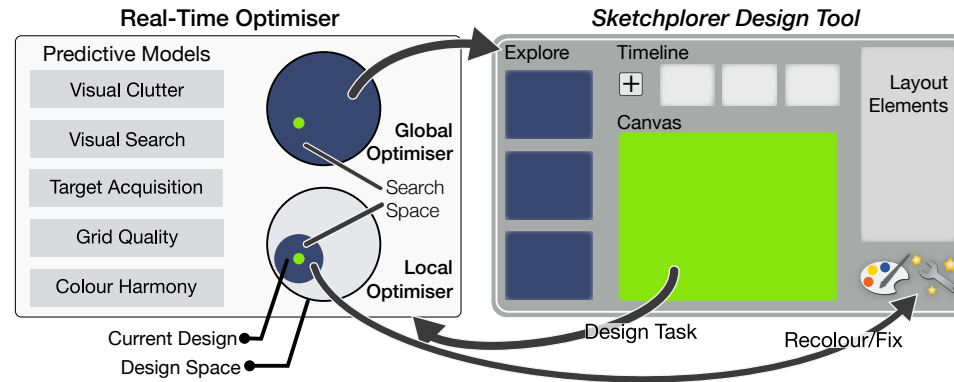 Real-Time Optimiser
Predictive Models
Visual Clutter
Visual Search
Target Acquisition
Grid Quality
Colour Harmony
Global
Optimiser
Search
Space
Local
Optimiser
Current Design
Design Space
Sketchplorer Design Tool
Explore
Timeline
Canvas
Layout
Elements
Design Task
Recolour/Fix